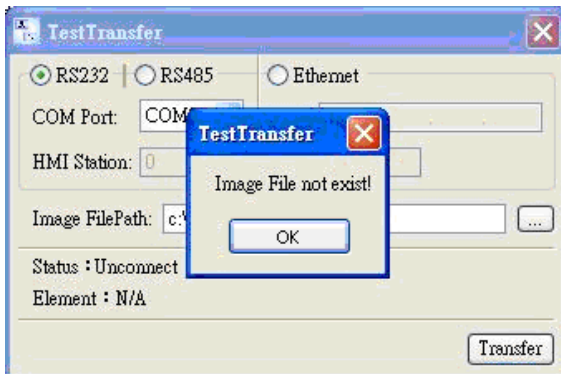 TestTransfer
RS232 RS485 Ethernet
COM Port: COM
HMI Station: 0
Image FilePath: c:\ ...
Status：Unconnect
Element：N/A
Transfer
TestTransfer
Image File not exist!
OK